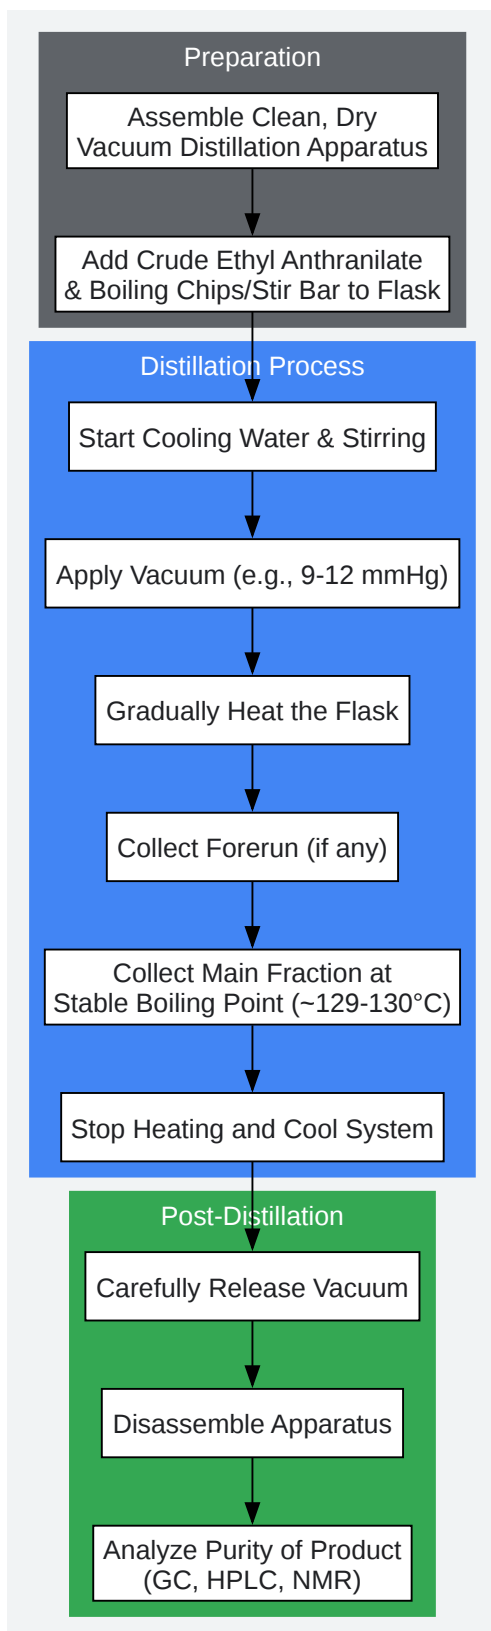 Preparation
Assemble Clean, Dry
Vacuum Distillation Apparatus
Add Crude Ethyl Anthranilate
& Boiling Chips/Stir Bar to Flask
Distillation Process
Start Cooling Water & Stirring
Apply Vacuum (e.g., 9-12 mmHg)
Gradually Heat the Flask
Collect Forerun (if any)
Collect Main Fraction at
Stable Boiling Point (~129-130°C)
Stop Heating and Cool System
Post-Distillation
Carefully Release Vacuum
Disassemble Apparatus
Analyze Purity of Product
(GC, HPLC, NMR)